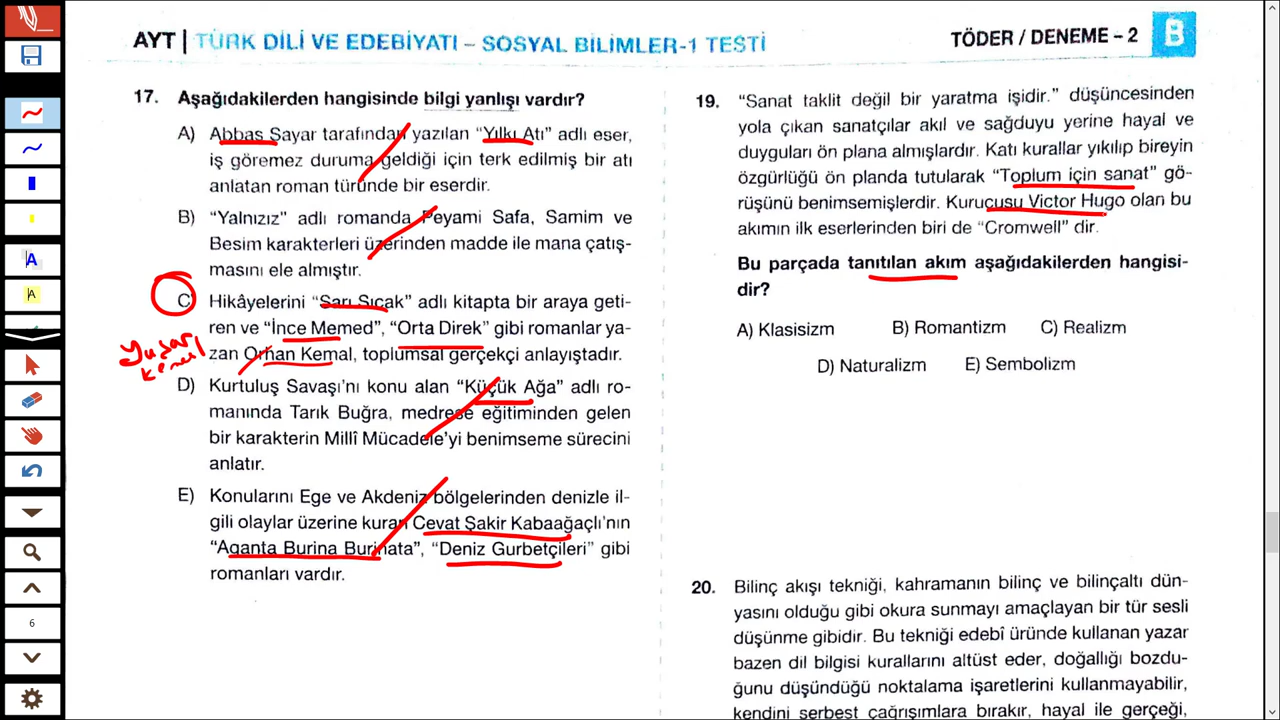 AYT | TÜRK DİLİ VE EDEBİYATI – SOSYAL BİLİMLER-1 TESTİ
TÖDER / DENEME – 2 B
17. Aşağıdakilerden hangisinde bilgi yanlışı vardır?
A) Abbas Sayar tarafından yazılan “Yılkı Atı” adlı eser,
iş göremez duruma geldiği için terk edilmiş bir atı
anlatan roman türünde bir eserdir.
B) “Yalnızız” adlı romanda Peyami Safa, Samim ve
Besim karakterleri üzerinden madde ile mana çatış-
masını ele almıştır.
C) Hikâyelerini “Sarı Sıcak” adlı kitapta bir araya geti-
ren ve “İnce Memed”, “Orta Direk” gibi romanlar ya-
zan Orhan Kemal, toplumsal gerçekçi anlayıştadır.
Yaşar
Kemal
D) Kurtuluş Savaşı’nı konu alan “Küçük Ağa” adlı ro-
manında Tarık Buğra, medrese eğitiminden gelen
bir karakterin Millî Mücadele’yi benimseme sürecini
anlatır.
E) Konularını Ege ve Akdeniz bölgelerinden denizle il-
gili olaylar üzerine kuran Cevat Şakir Kabaağaçlı’nın
“Aganta Burina Burinata”, “Deniz Gurbetçileri” gibi
romanları vardır.
19. “Sanat taklit değil bir yaratma işidir.” düşüncesinden
yola çıkan sanatçılar akıl ve sağduyu yerine hayal ve
duyguları ön plana almışlardır. Katı kurallar yıkılıp bireyin
özgürlüğü ön planda tutularak “Toplum için sanat” gö-
rüşünü benimsemişlerdir. Kurucusu Victor Hugo olan bu
akımın ilk eserlerinden biri de “Cromwell” dir.
Bu parçada tanıtılan akım aşağıdakilerden hangisi-
dir?
A) Klasisizm B) Romantizm C) Realizm
D) Naturalizm E) Sembolizm
20. Bilinç akışı tekniği, kahramanın bilinç ve bilinçaltı dün-
yasını olduğu gibi okura sunmayı amaçlayan bir tür sesli
düşünme gibidir. Bu tekniği edebî üründe kullanan yazar
bazen dil bilgisi kurallarını altüst eder, doğallığı bozdu-
ğunu düşündüğü noktalama işaretlerini kullanmayabilir,
kendini serbest çağrışımlara bırakır, hayal ile gerçeği,
A
A
6